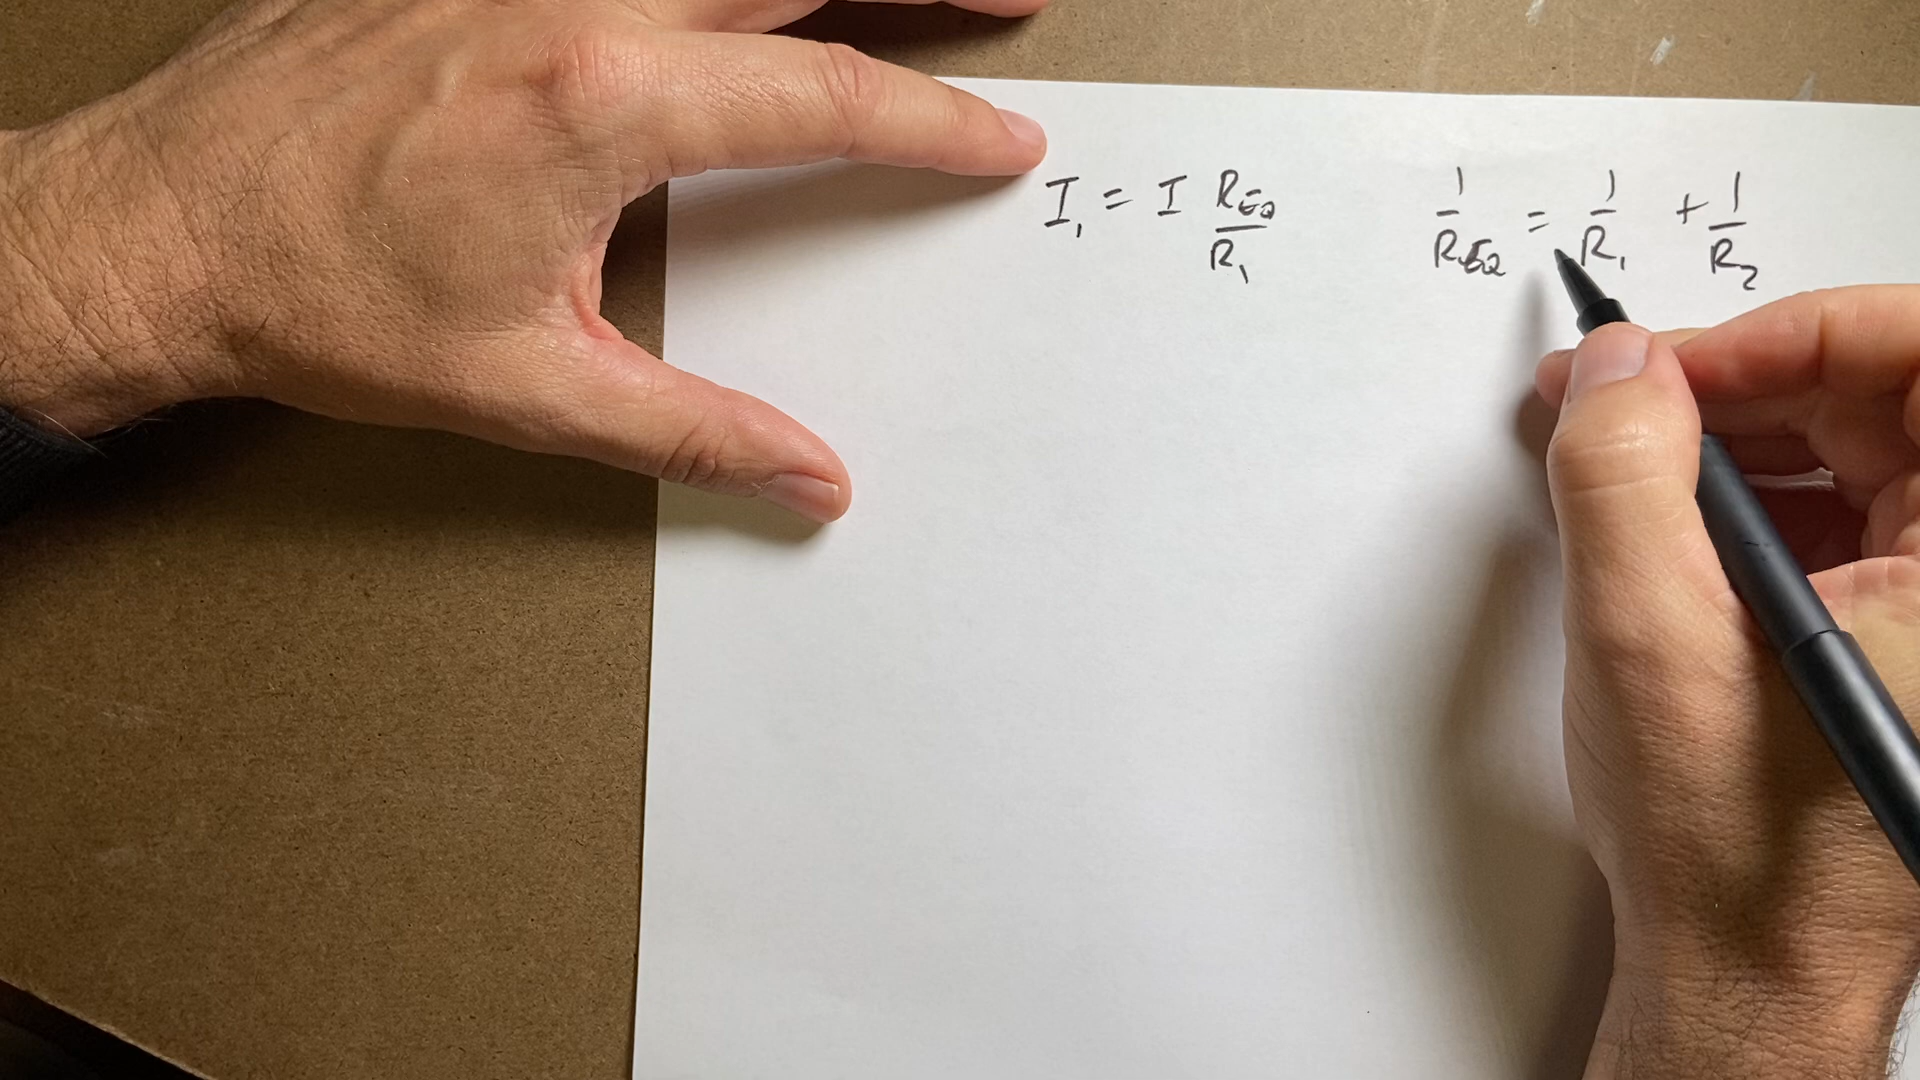 I₁ = I R_EQ / R₁
1 / R_EQ = 1 / R₁ + 1 / R₂